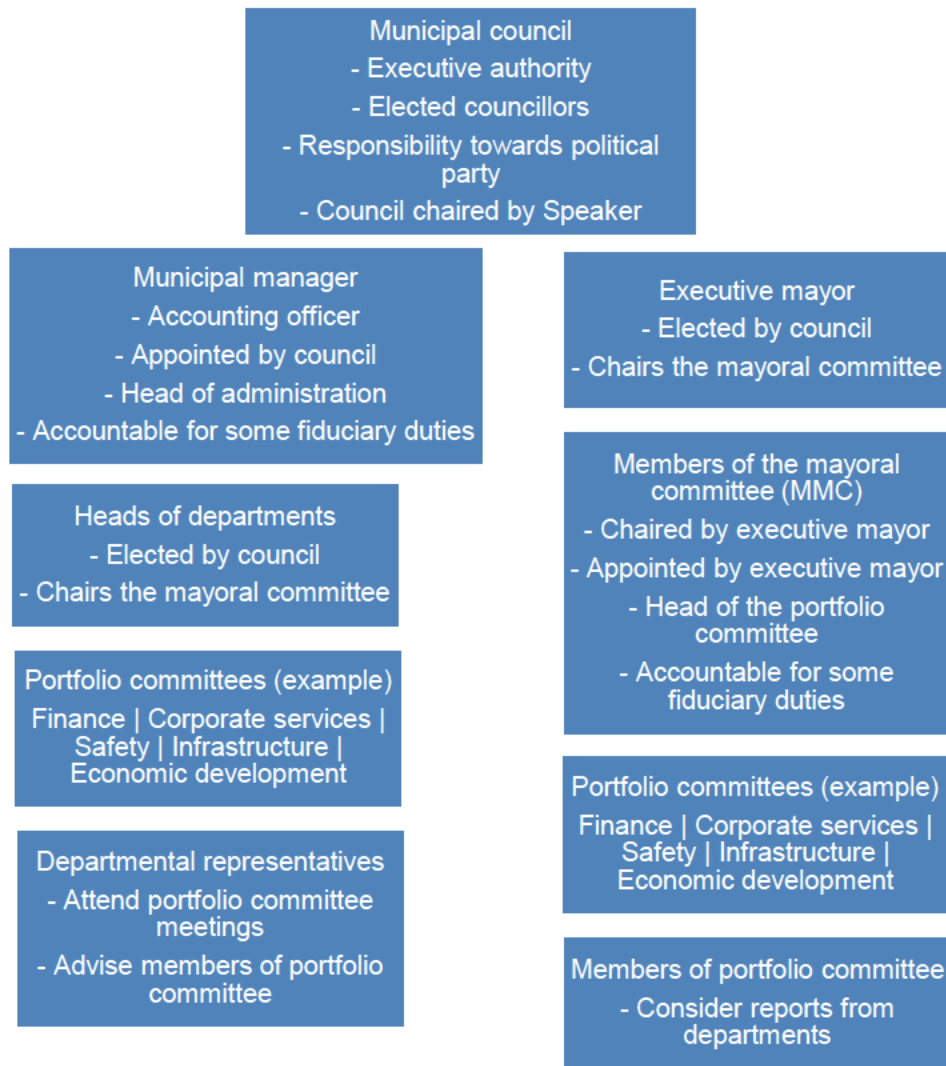 Municipal council
- Executive authority
- Elected councillors
- Responsibility towards political
party
- Council chaired by Speaker
Municipal manager
- Accounting officer
- Appointed by council
- Head of administration
- Accountable for some fiduciary duties
Heads of departments
- Elected by council
- Chairs the mayoral committee
Portfolio committees (example)
Finance | Corporate services |
Safety | Infrastructure |
Economic development
Departmental representatives
- Attend portfolio committee
meetings
- Advise members of portfolio
committee
Executive mayor
- Elected by council
- Chairs the mayoral committee
Members of the mayoral
committee (MMC)
- Chaired by executive mayor
- Appointed by executive mayor
- Head of the portfolio
committee
- Accountable for some
fiduciary duties
Portfolio committees (example)
Finance | Corporate services |
Safety | Infrastructure |
Economic development
Members of portfolio committee
- Consider reports from
departments